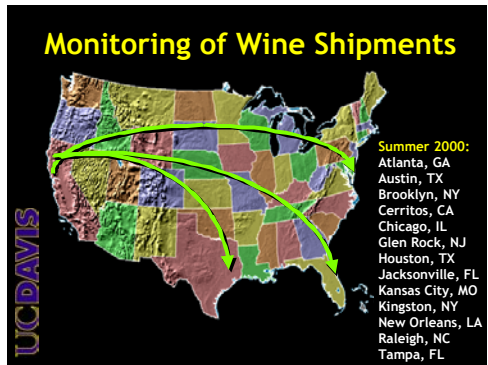 Monitoring of Wine Shipments
Summer 2000:
Atlanta, GA
Austin, TX
Brooklyn, NY
Cerritos, CA
Chicago, IL
Glen Rock, NJ
Houston, TX
Jacksonville, FL
Kansas City, MO
Kingston, NY
New Orleans, LA
Raleigh, NC
Tampa, FL
UCDAVIS